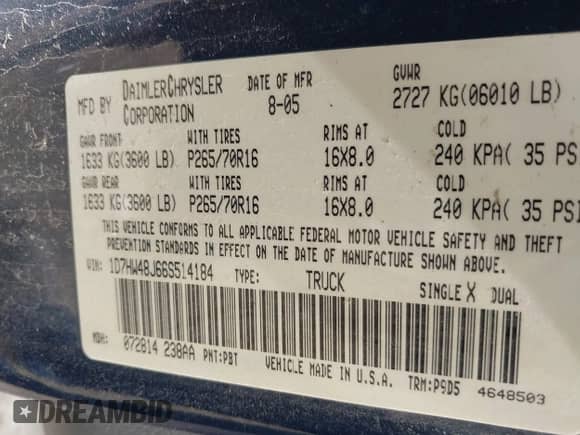 MFD BY DAIMLERCHRYSLER CORPORATION DATE OF MFR 8-05 GVWR 2727 KG(06010 LB)
GAWR FRONT WITH TIRES RIMS AT COLD
1633 KG(3600 LB) P265/70R16 16X8.0 240 KPA( 35 PS
GAWR REAR WITH TIRES RIMS AT COLD
1633 KG(3600 LB) P265/70R16 16X8.0 240 KPA( 35 PSI
THIS VEHICLE CONFORMS TO ALL APPLICABLE FEDERAL MOTOR VEHICLE SAFETY AND THEFT
PREVENTION STANDARDS IN EFFECT ON THE DATE OF MANUFACTURE SHOWN ABOVE.
1D7HW48J66S514184 TYPE: TRUCK SINGLE X DUAL
MDH: 072814 238AA PNT:PBT VEHICLE MADE IN U.S.A. TRM:P9D5 4648503
DREAMBID